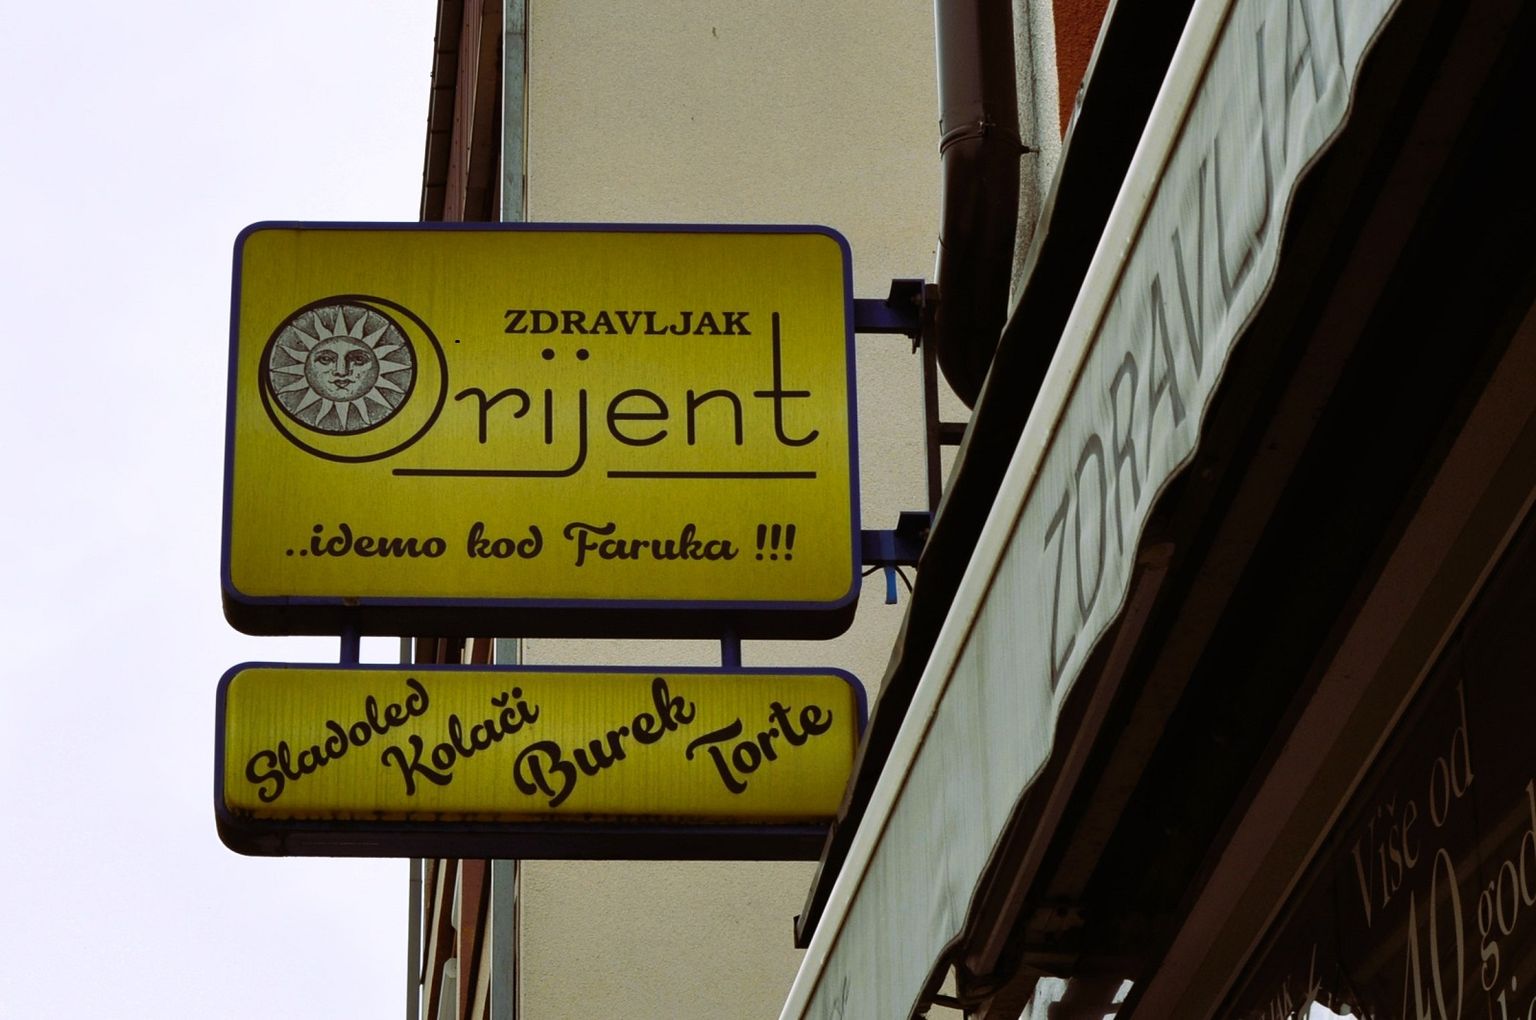 ZDRAVLJAK
Orijent
..idemo kod Faruka !!!
Sladoled
Kolači
Burek
Torte
ZDRAVLJA
Više od
40 god